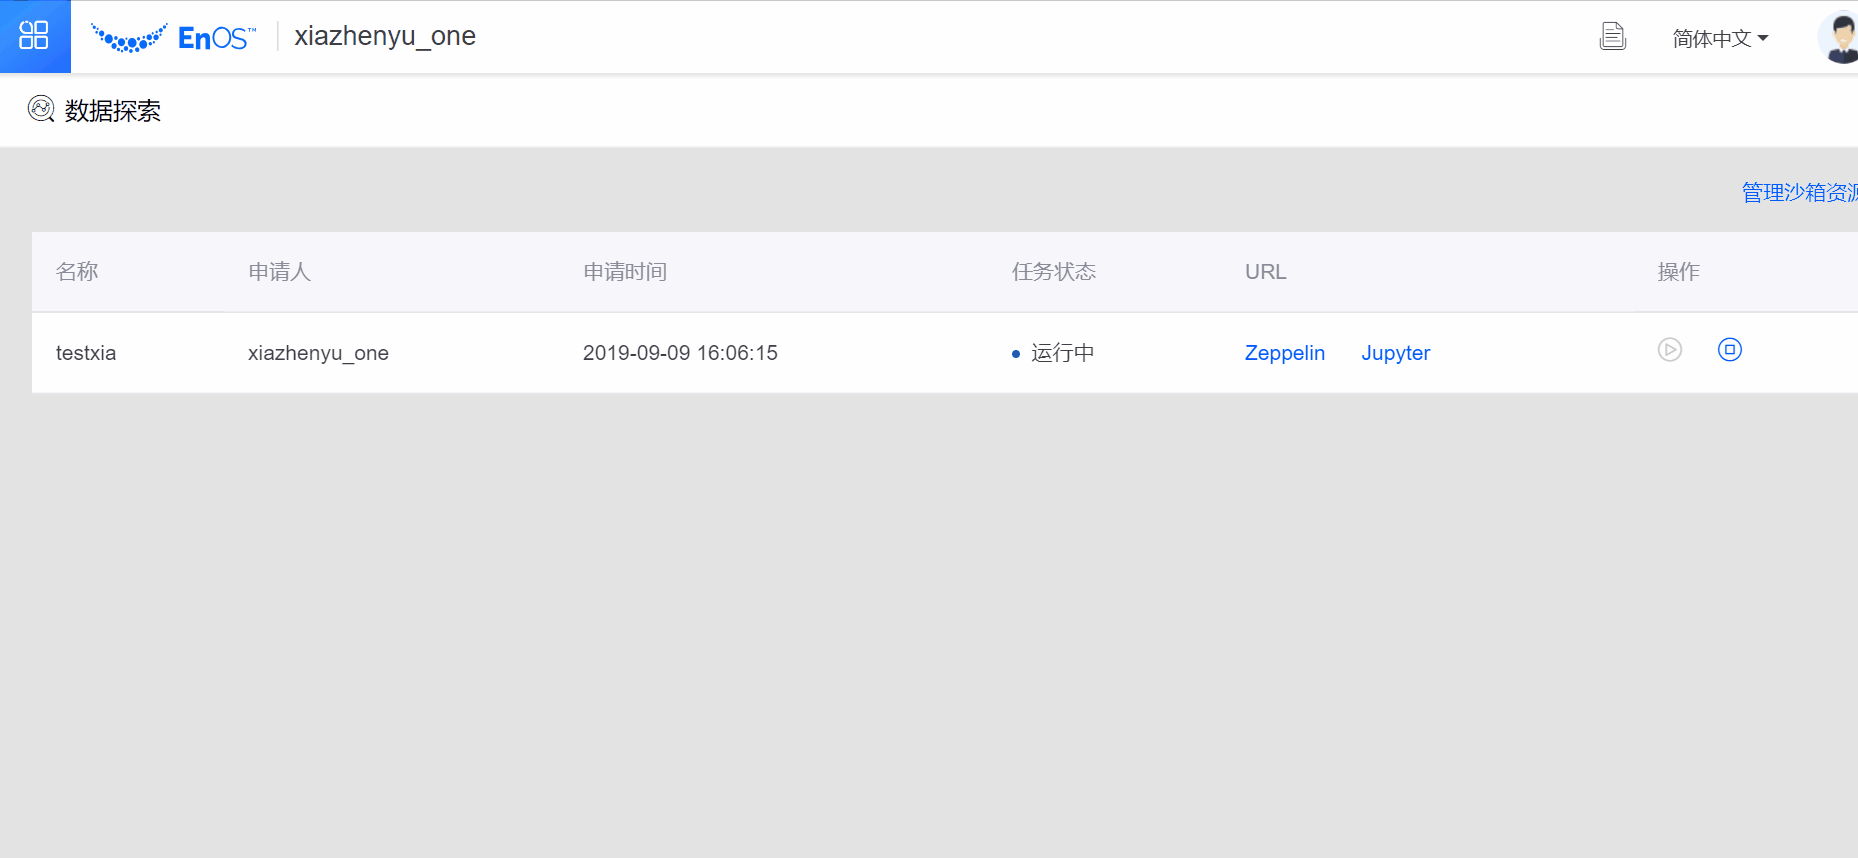 EnOS™ xiazhenyu_one 简体中文
数据探索
管理沙箱资源
名称 申请人 申请时间 任务状态 URL 操作
testxia xiazhenyu_one 2019-09-09 16:06:15 运行中 Zeppelin Jupyter